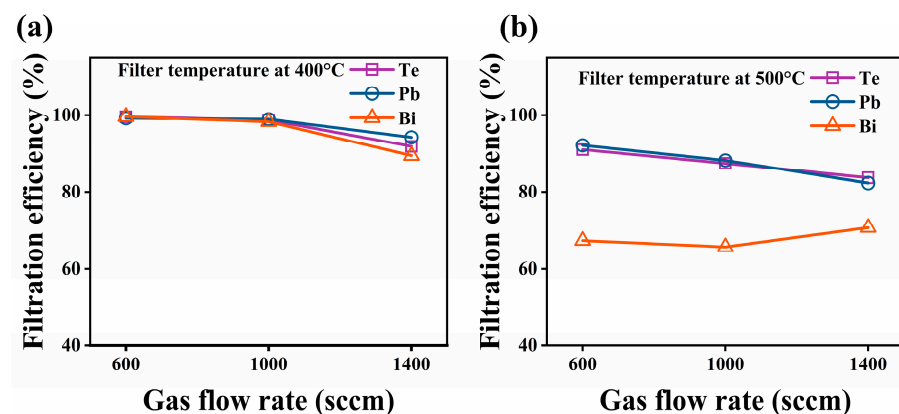 (a)
Filtration efficiency (%)
100
80
60
40
Filter temperature at 400°C
Te
Pb
Bi
600
1000
1400
Gas flow rate (sccm)
(b)
Filtration efficiency (%)
100
80
60
40
Filter temperature at 500°C
Te
Pb
Bi
600
1000
1400
Gas flow rate (sccm)